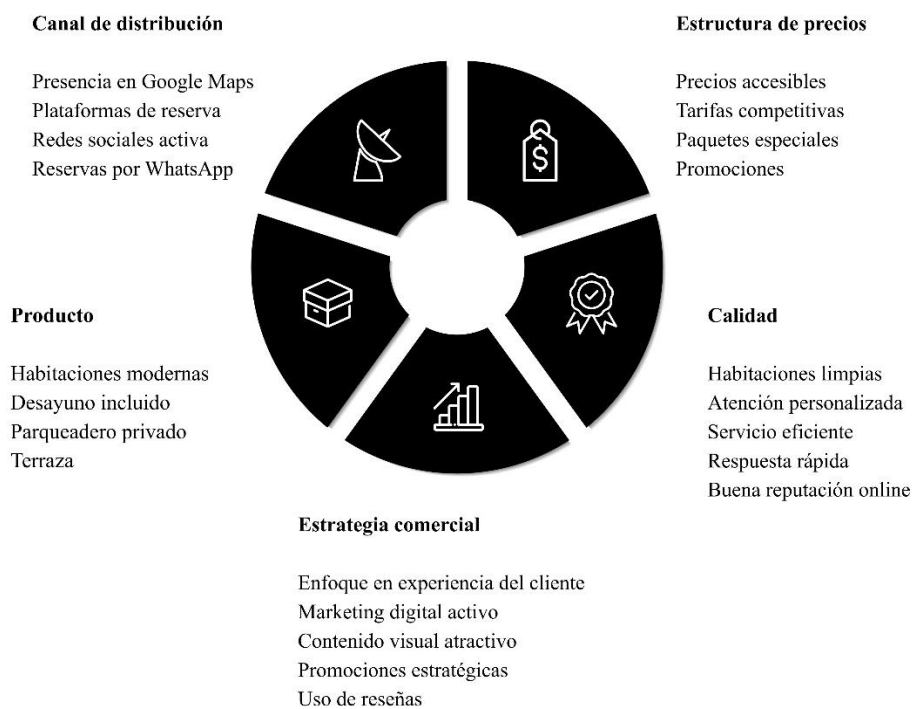 Canal de distribución
Presencia en Google Maps
Plataformas de reserva
Redes sociales activa
Reservas por WhatsApp
Estructura de precios
Precios accesibles
Tarifas competitivas
Paquetes especiales
Promociones
$
Producto
Habitaciones modernas
Desayuno incluido
Parqueadero privado
Terraza
Calidad
Habitaciones limpias
Atención personalizada
Servicio eficiente
Respuesta rápida
Buena reputación online
Estrategia comercial
Enfoque en experiencia del cliente
Marketing digital activo
Contenido visual atractivo
Promociones estratégicas
Uso de reseñas